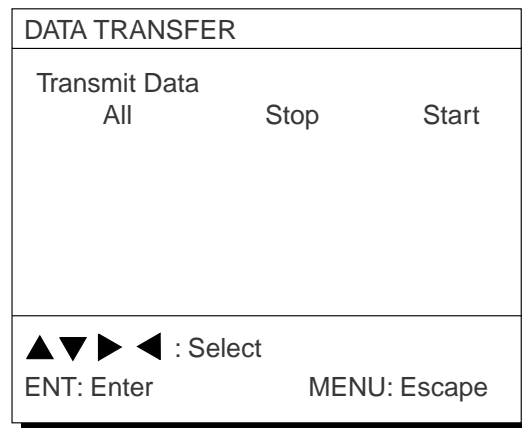 DATA TRANSFER
Transmit Data
All Stop Start
▲▼ ▶ ◀ : Select
ENT: Enter MENU: Escape